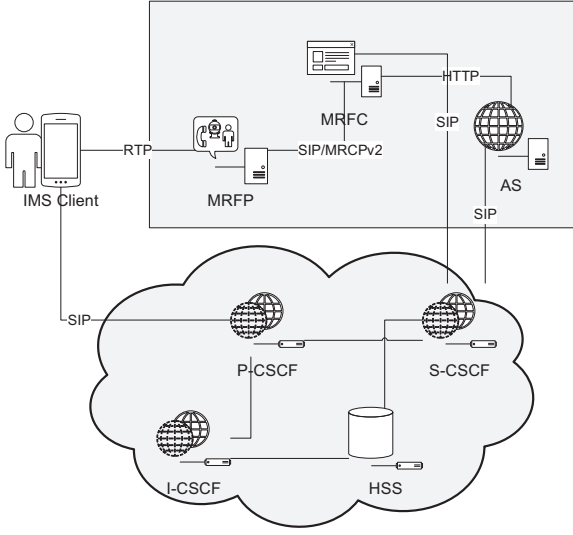 HTTP
MRFC
SIP
RTP
SIP/MRCPv2
AS
IMS Client
MRFP
SIP
SIP
P-CSCF
S-CSCF
I-CSCF
HSS